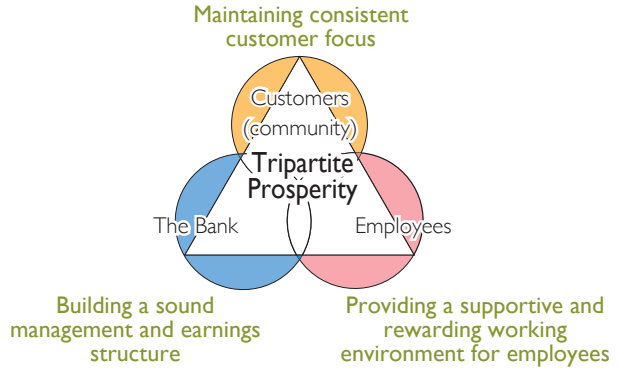 Maintaining consistent
customer focus
Customers
(community)
Tripartite
Prosperity
The Bank
Employees
Building a sound
management and earnings
structure
Providing a supportive and
rewarding working
environment for employees